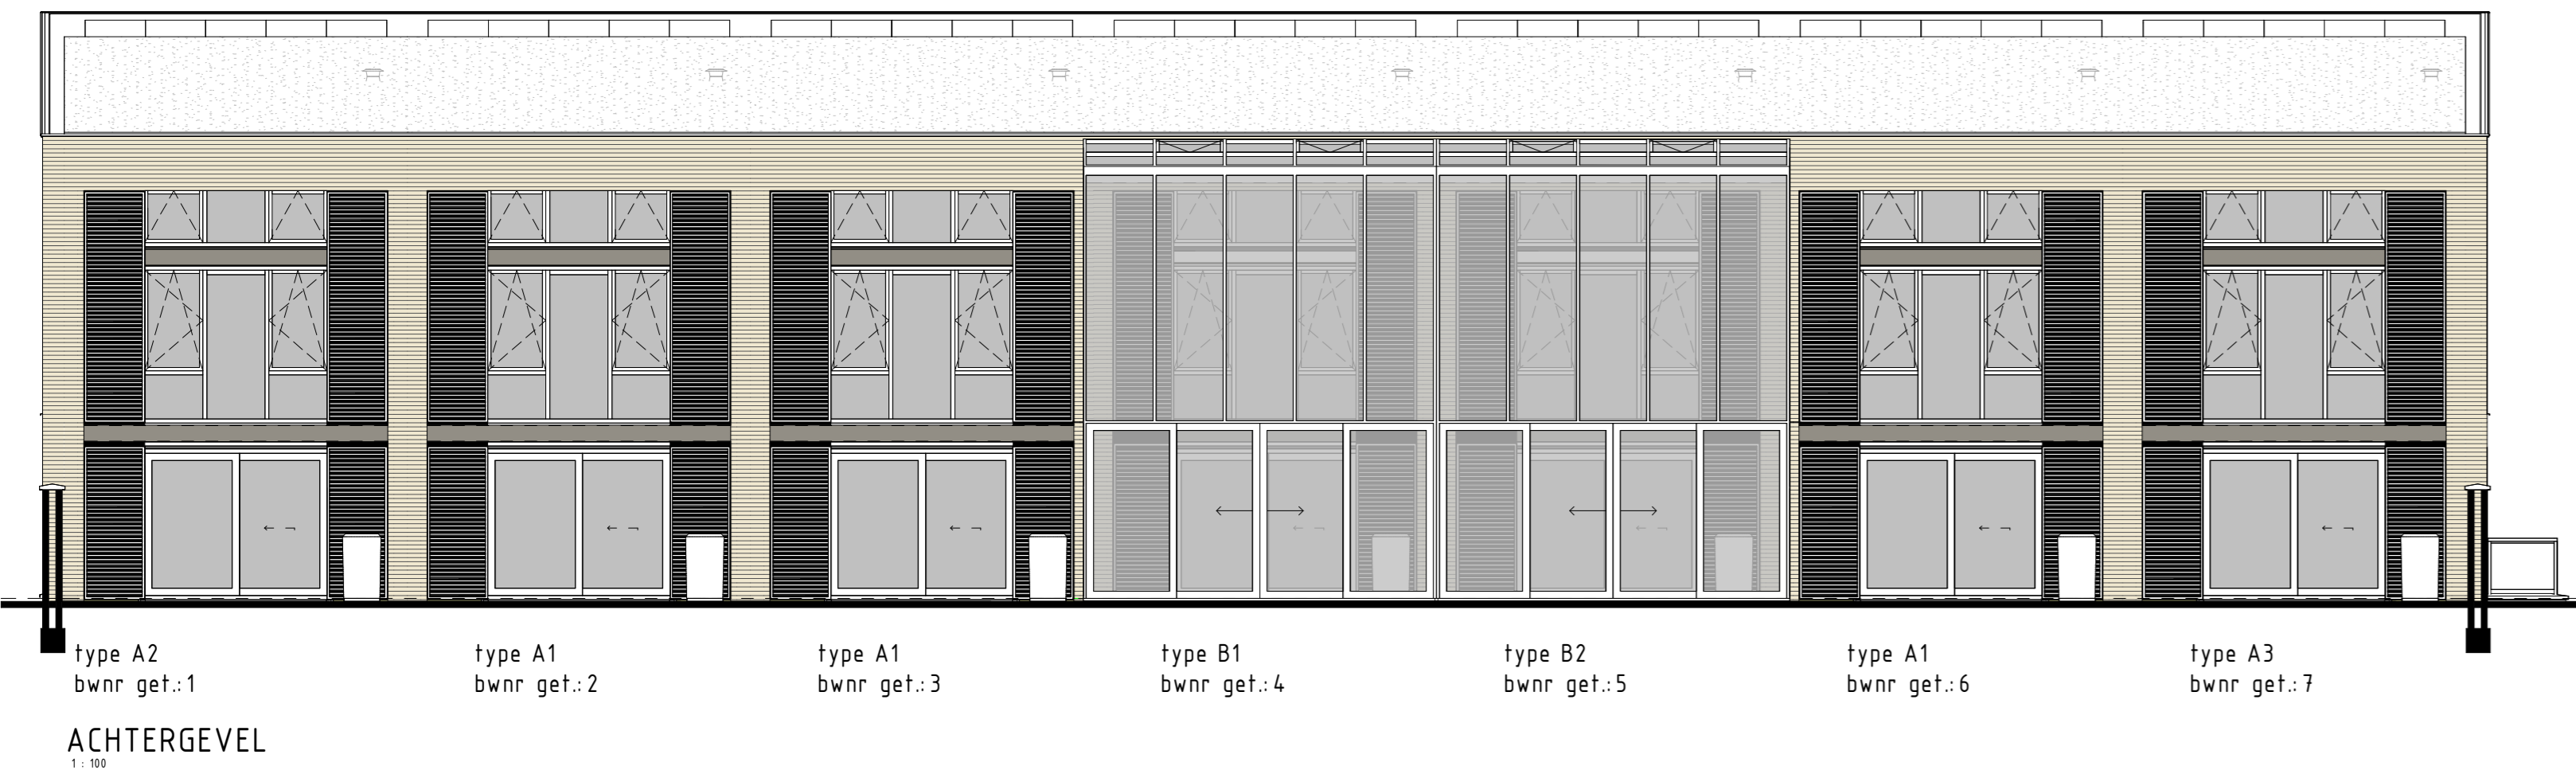 type A2
bwnr get.: 1
type A1
bwnr get.: 2
type A1
bwnr get.: 3
type B1
bwnr get.: 4
type B2
bwnr get.: 5
type A1
bwnr get.: 6
type A3
bwnr get.: 7
ACHTERGEVEL
1 : 100